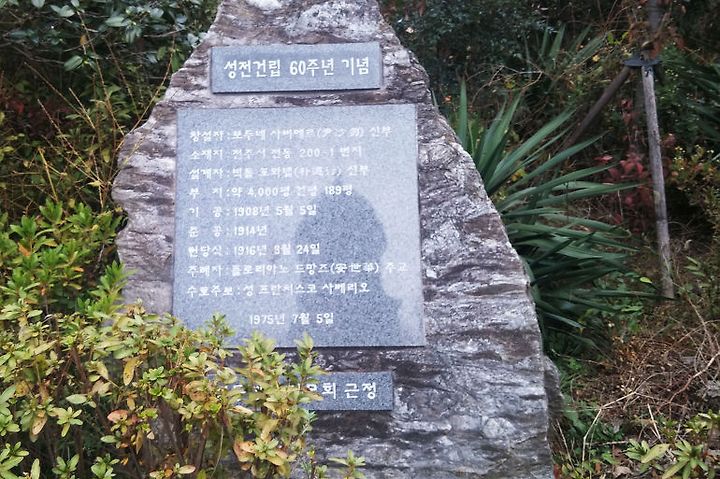 성전건립 60주년 기념
창설자 : 보두네 사베리오(尹沙勿) 신부
소재지 : 전주시 전동 200-1 번지
설계자 : 빅톨 포와넬(朴道行) 신부
부 지 : 약 4,000평 건평 189평
기 공 : 1908년 5월 5일
준 공 : 1914년
헌당식 : 1916년 8월 24일
주례자 : 플로리아노 드망즈(安世華) 주교
수호주보 : 성 프란치스코 사베리오
1975년 7월 5일
회 근정